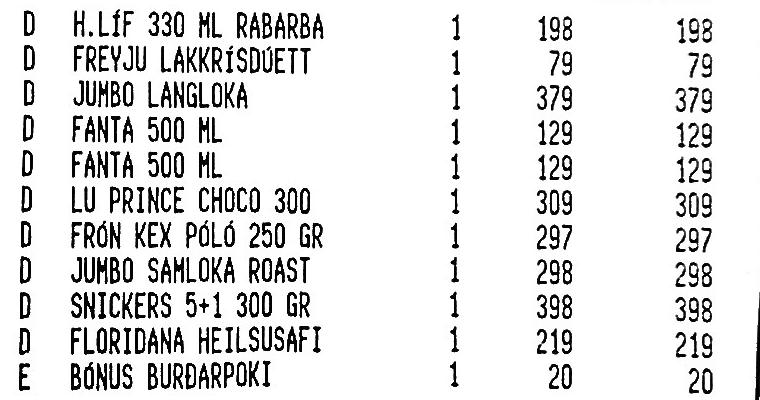 D H.LÍF 330 ML RABARBA 1 198 198
D FREYJU LAKKRÍSDÚETT 1 79 79
D JUMBO LANGLOKA 1 379 379
D FANTA 500 ML 1 129 129
D FANTA 500 ML 1 129 129
D LU PRINCE CHOCO 300 1 309 309
D FRÓN KEX PÓLÓ 250 GR 1 297 297
D JUMBO SAMLOKA ROAST 1 298 298
D SNICKERS 5+1 300 GR 1 398 398
D FLORIDANA HEILSUSAFI 1 219 219
E BÓNUS BURÐARPOKI 1 20 20